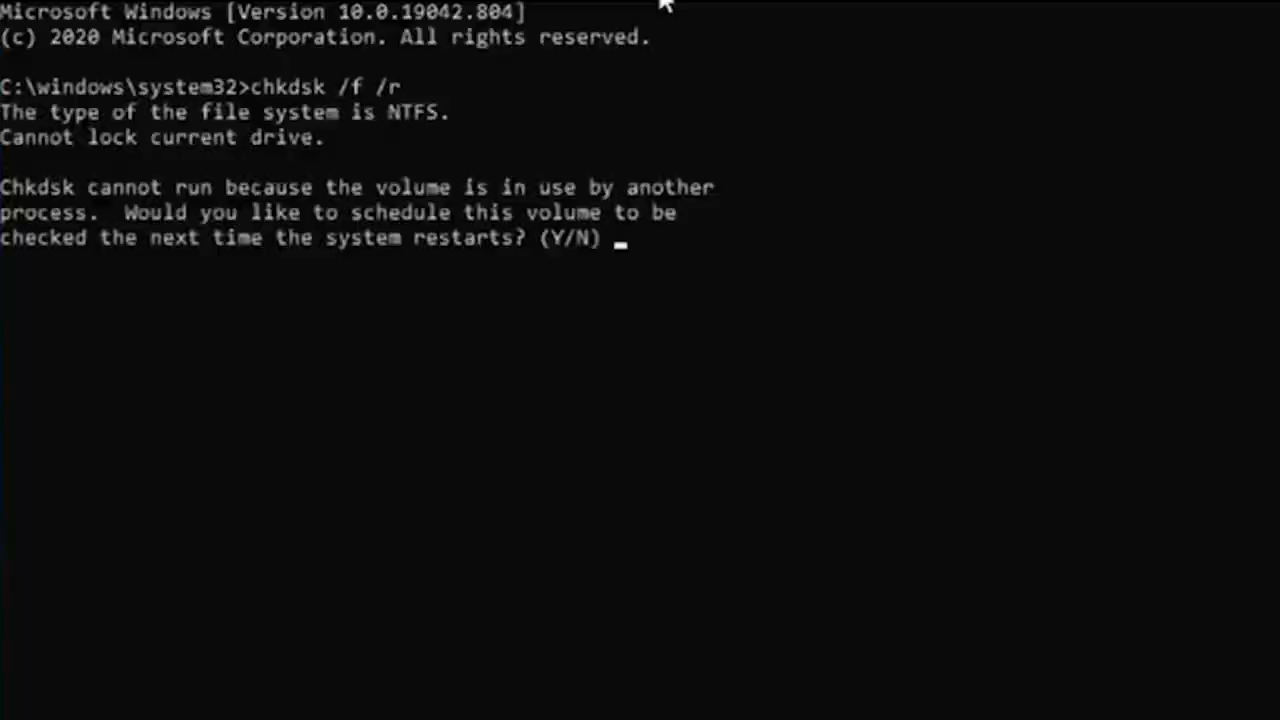 Microsoft Windows [Version 10.0.19042.804]
(c) 2020 Microsoft Corporation. All rights reserved.
C:\windows\system32>chkdsk /f /r
The type of the file system is NTFS.
Cannot lock current drive.
Chkdsk cannot run because the volume is in use by another
process.  Would you like to schedule this volume to be
checked the next time the system restarts? (Y/N) _